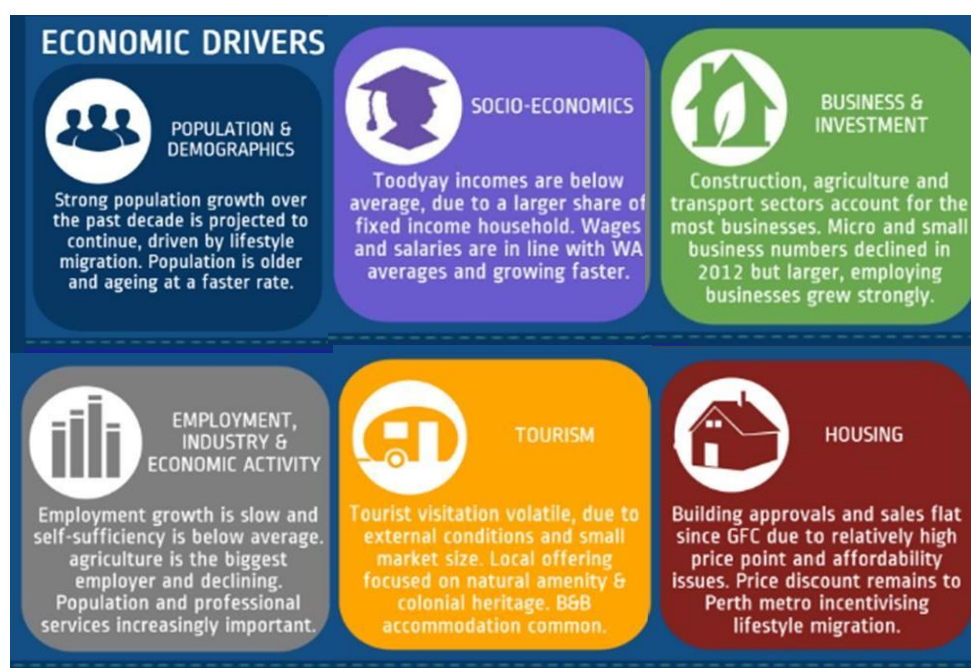 ECONOMIC DRIVERS
POPULATION &
DEMOGRAPHICS
Strong population growth over
the past decade is projected to
continue, driven by lifestyle
migration. Population is older
and ageing at a faster rate.
SOCIO-ECONOMICS
Toodyay incomes are below
average, due to a larger share of
fixed income household. Wages
and salaries are in line with WA
averages and growing faster.
BUSINESS &
INVESTMENT
Construction, agriculture and
transport sectors account for the
most businesses. Micro and small
business numbers declined in
2012 but larger, employing
businesses grew strongly.
EMPLOYMENT,
INDUSTRY &
ECONOMIC ACTIVITY
Employment growth is slow and
self-sufficiency is below average.
agriculture is the biggest
employer and declining.
Population and professional
services increasingly important.
TOURISM
Tourist visitation volatile, due to
external conditions and small
market size. Local offering
focused on natural amenity &
colonial heritage. B&B
accommodation common.
HOUSING
Building approvals and sales flat
since GFC due to relatively high
price point and affordability
issues. Price discount remains to
Perth metro incentivising
lifestyle migration.